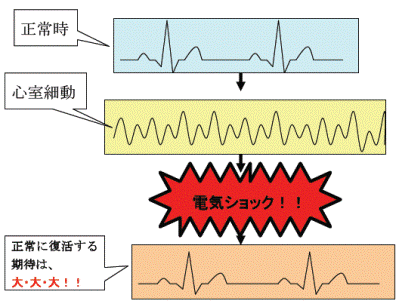 正常時
心室細動
電気ショック！！
正常に復活する
期待は、
大・大・大！！